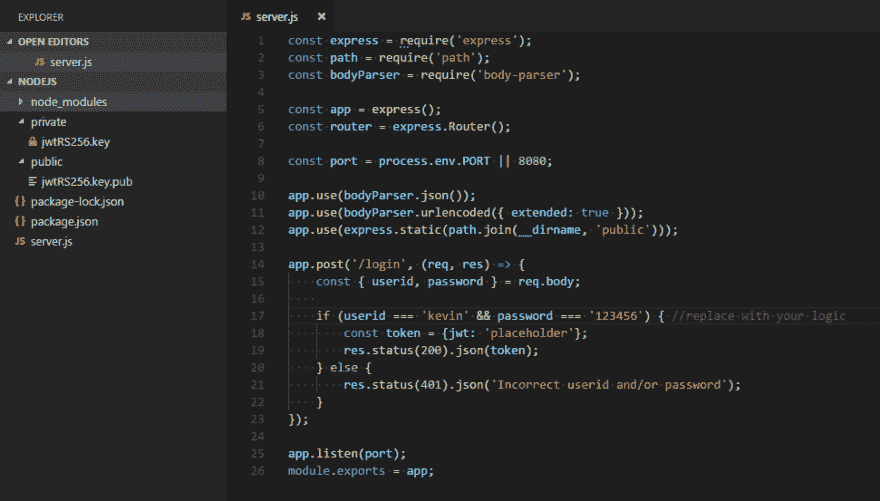 EXPLORER
OPEN EDITORS
JS server.js
NODEJS
node_modules
private
jwtRS256.key
public
jwtRS256.key.pub
{} package-lock.json
{} package.json
JS server.js
JS server.js ×
1 const express = require('express');
2 const path = require('path');
3 const bodyParser = require('body-parser');
4
5 const app = express();
6 const router = express.Router();
7
8 const port = process.env.PORT || 8080;
9
10 app.use(bodyParser.json());
11 app.use(bodyParser.urlencoded({ extended: true }));
12 app.use(express.static(path.join(__dirname, 'public')));
13
14 app.post('/login', (req, res) => {
15     const { userid, password } = req.body;
16
17     if (userid === 'kevin' && password === '123456') { //replace with your logic
18         const token = {jwt: 'placeholder'};
19         res.status(200).json(token);
20     } else {
21         res.status(401).json('Incorrect userid and/or password');
22     }
23 });
24
25 app.listen(port);
26 module.exports = app;